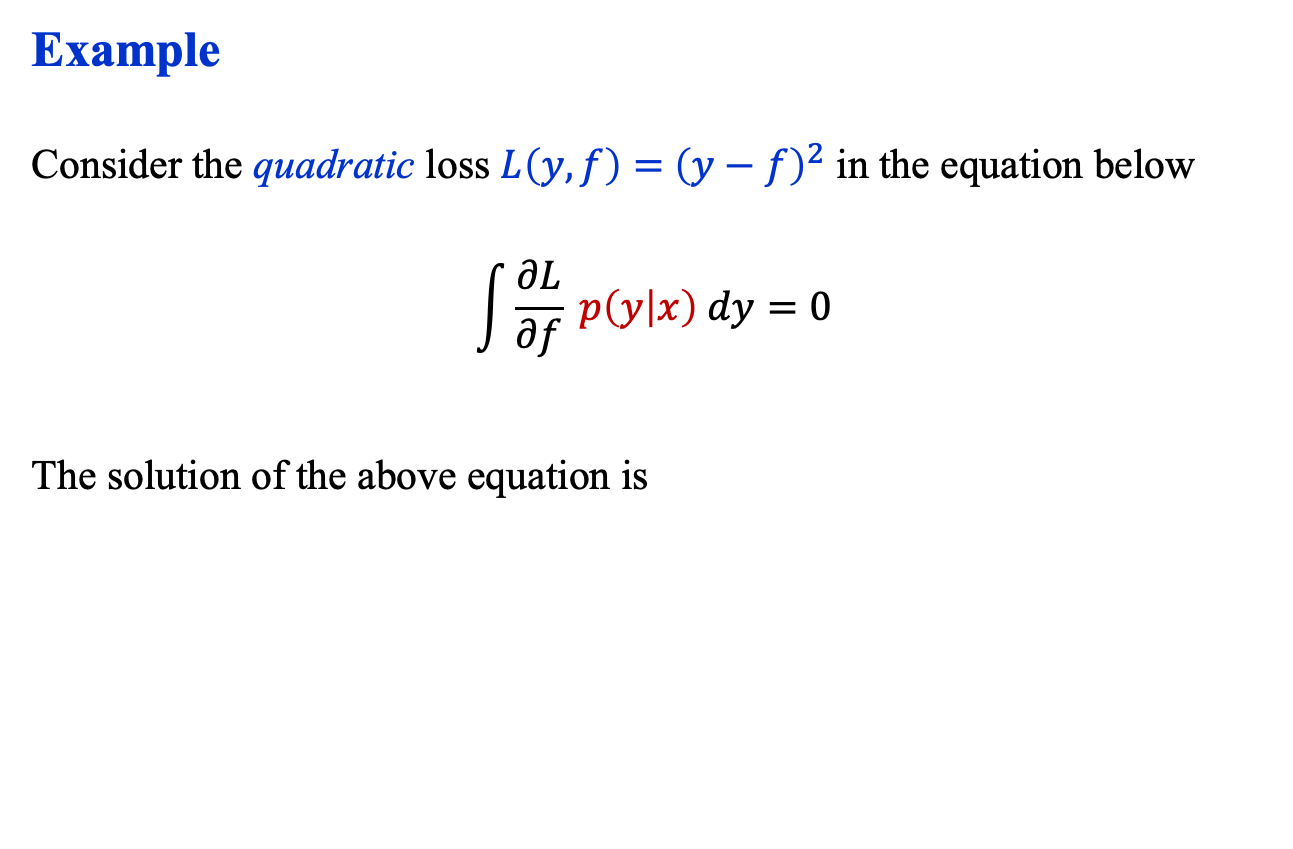 Example
Consider the quadratic loss L(y, f) = (y − f)² in the equation below
∫ ∂L/∂f p(y|x) dy = 0
The solution of the above equation is